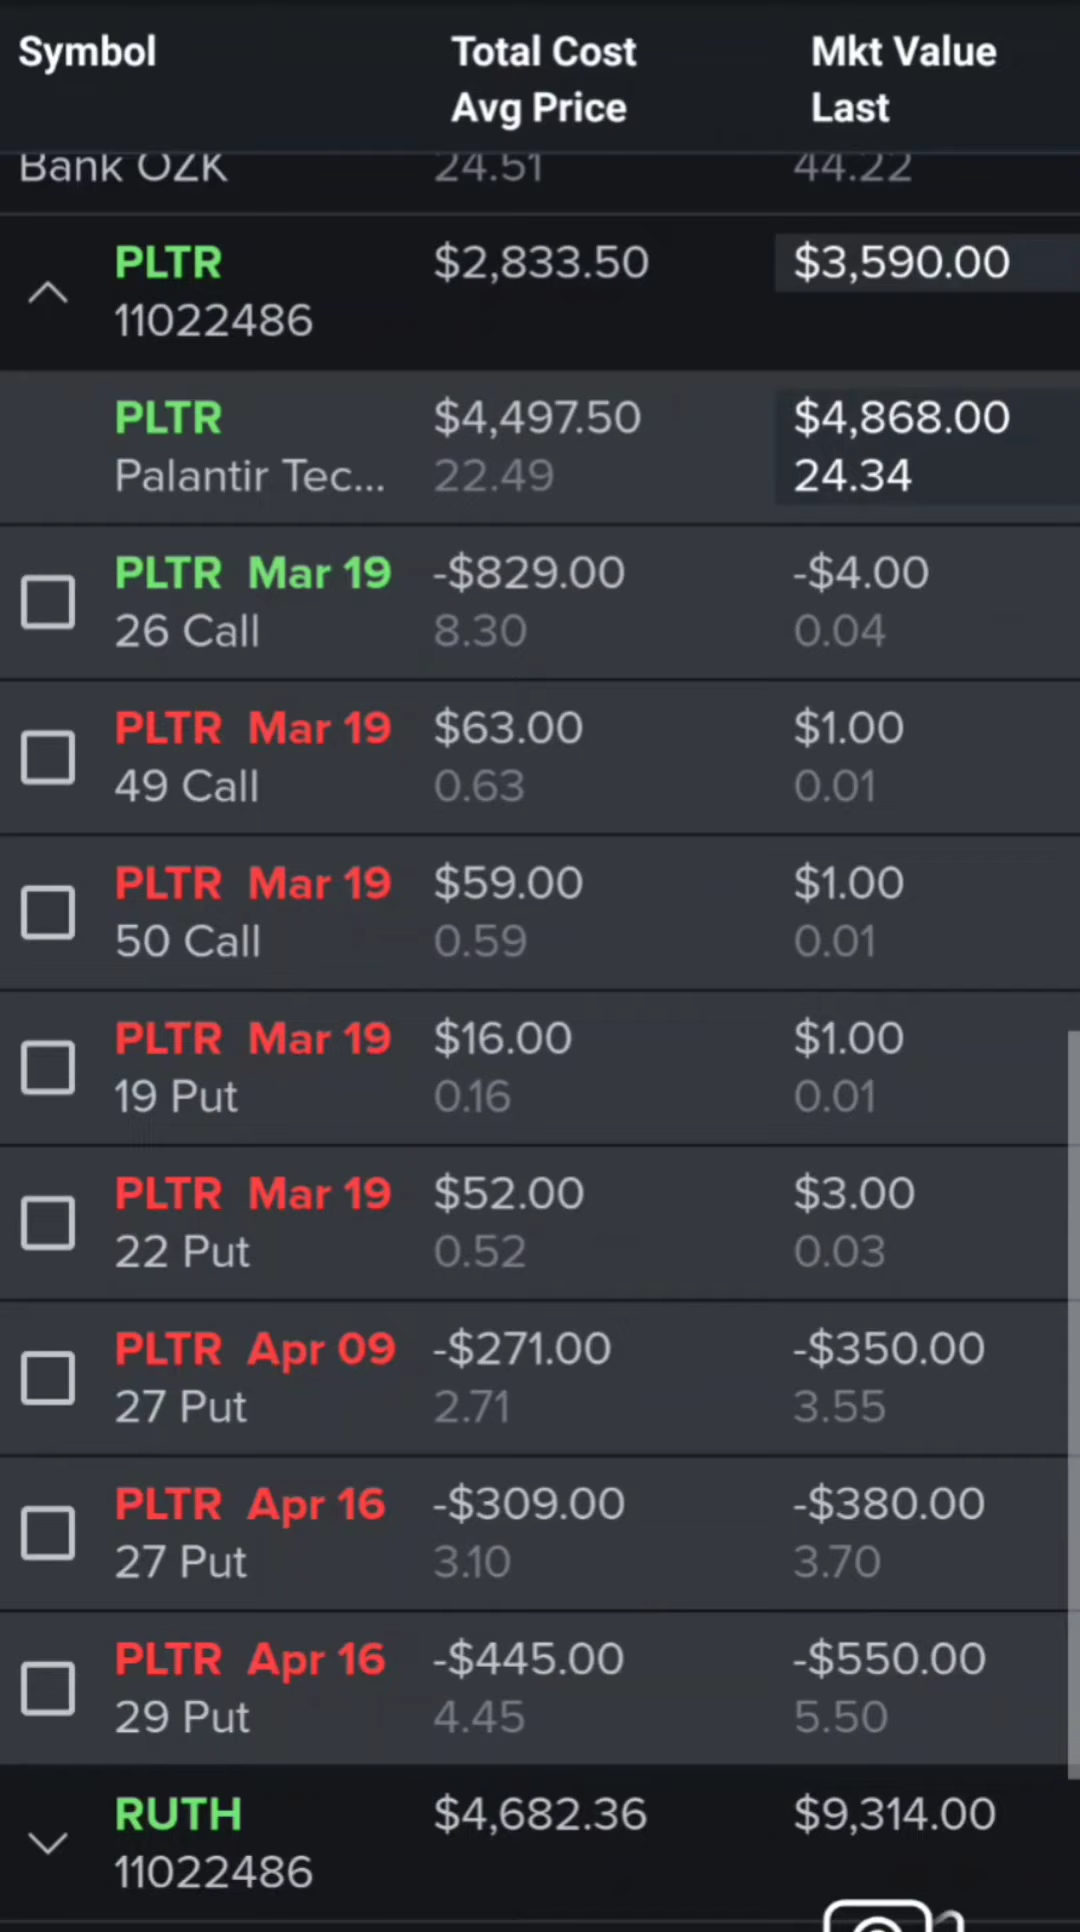 Symbol Total Cost Mkt Value
Avg Price Last
Bank OZK 24.51 44.22
PLTR $2,833.50 $3,590.00
11022486
PLTR $4,497.50 $4,868.00
Palantir Tec... 22.49 24.34
PLTR Mar 19 -$829.00 -$4.00
26 Call 8.30 0.04
PLTR Mar 19 $63.00 $1.00
49 Call 0.63 0.01
PLTR Mar 19 $59.00 $1.00
50 Call 0.59 0.01
PLTR Mar 19 $16.00 $1.00
19 Put 0.16 0.01
PLTR Mar 19 $52.00 $3.00
22 Put 0.52 0.03
PLTR Apr 09 -$271.00 -$350.00
27 Put 2.71 3.55
PLTR Apr 16 -$309.00 -$380.00
27 Put 3.10 3.70
PLTR Apr 16 -$445.00 -$550.00
29 Put 4.45 5.50
RUTH $4,682.36 $9,314.00
11022486